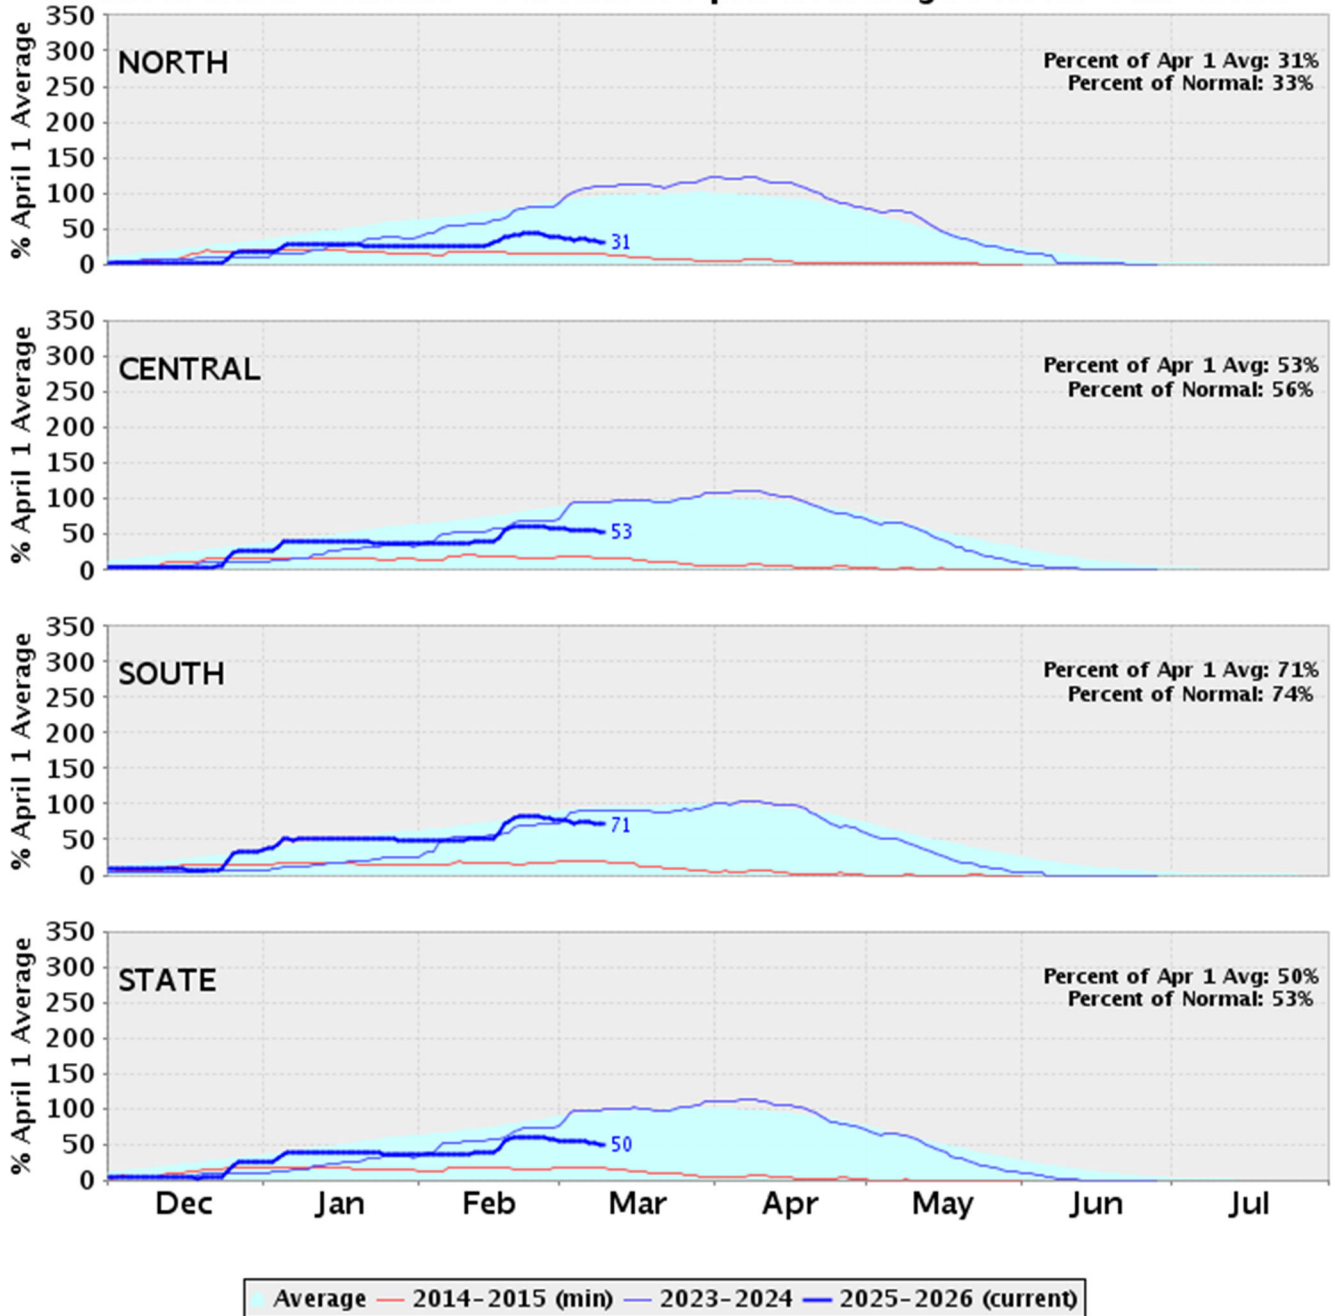 350
300
250
200
150
100
50
0
% April 1 Average
NORTH
Percent of Apr 1 Avg: 31%
Percent of Normal: 33%
31
350
300
250
200
150
100
50
0
% April 1 Average
CENTRAL
Percent of Apr 1 Avg: 53%
Percent of Normal: 56%
53
350
300
250
200
150
100
50
0
% April 1 Average
SOUTH
Percent of Apr 1 Avg: 71%
Percent of Normal: 74%
71
350
300
250
200
150
100
50
0
% April 1 Average
STATE
Percent of Apr 1 Avg: 50%
Percent of Normal: 53%
50
Dec Jan Feb Mar Apr May Jun Jul
Average 2014-2015 (min) 2023-2024 2025-2026 (current)